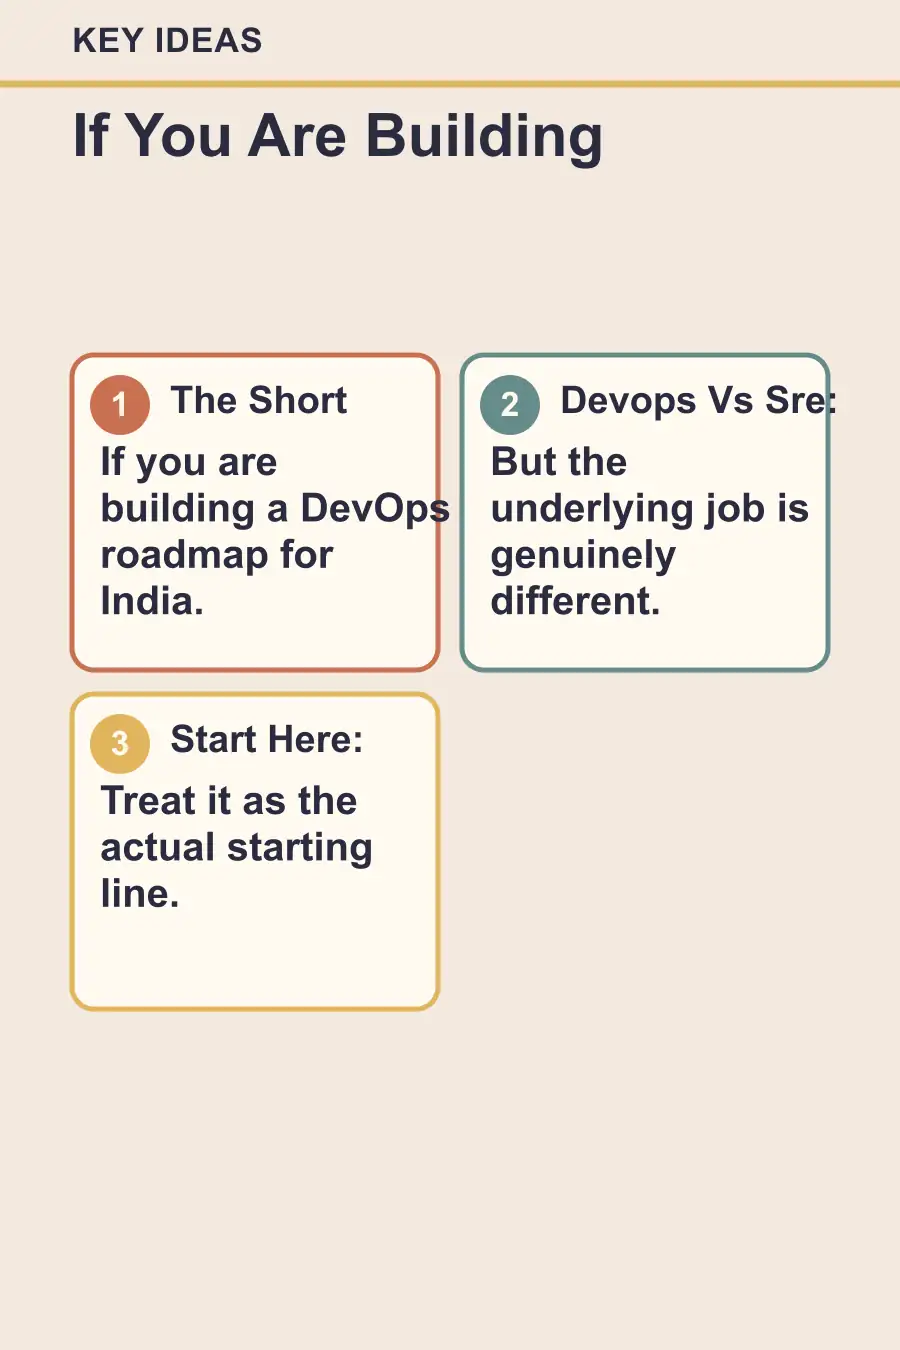 KEY IDEAS
If You Are Building
1
The Short
If you are
building a DevOps
roadmap for
India.
2
Devops Vs Sre:
But the
underlying job is
genuinely
different.
3
Start Here:
Treat it as the
actual starting
line.